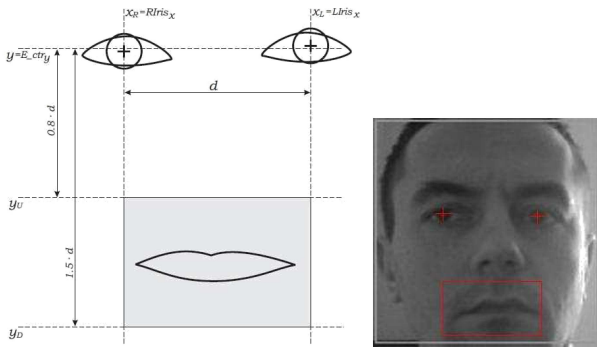 x_R=RIris_x
x_L=LIris_x
y=E_ctr_y
d
0.8 · d
y_U
1.5 · d
y_D